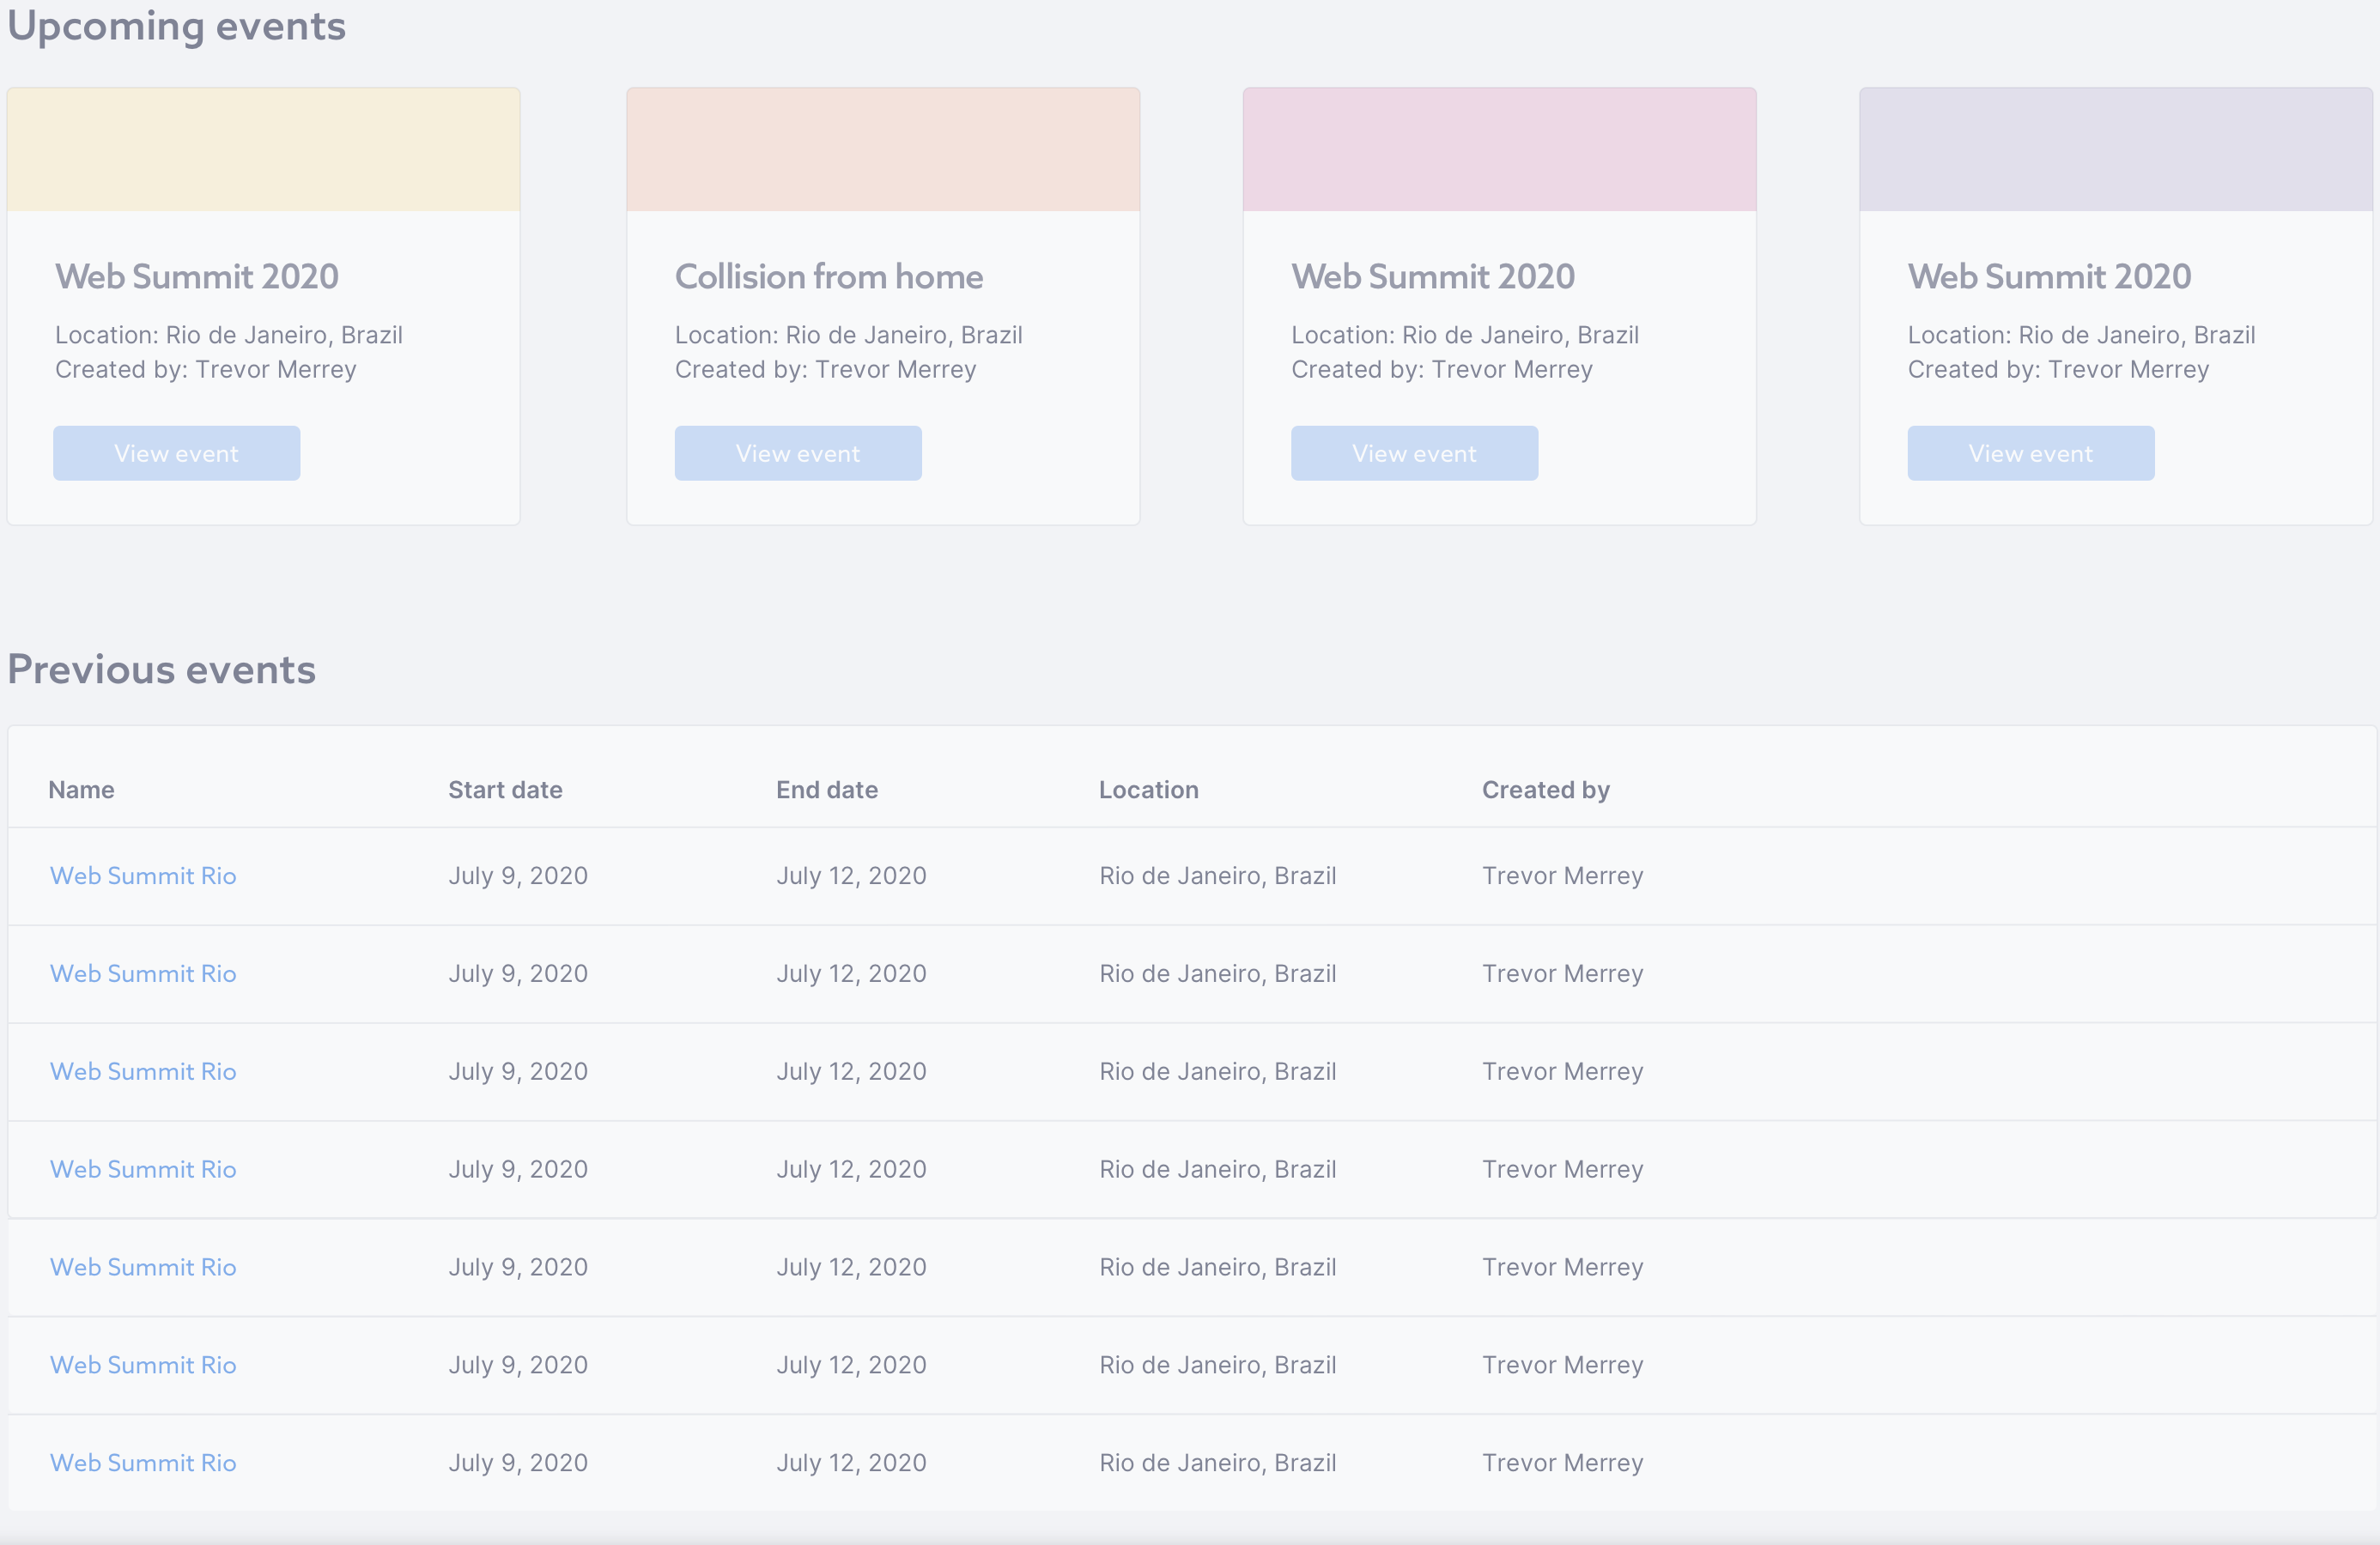 Upcoming events
Web Summit 2020
Location: Rio de Janeiro, Brazil
Created by: Trevor Merrey
View event
Collision from home
Location: Rio de Janeiro, Brazil
Created by: Trevor Merrey
View event
Web Summit 2020
Location: Rio de Janeiro, Brazil
Created by: Trevor Merrey
View event
Web Summit 2020
Location: Rio de Janeiro, Brazil
Created by: Trevor Merrey
View event
Previous events
Name Start date End date Location Created by
Web Summit Rio July 9, 2020 July 12, 2020 Rio de Janeiro, Brazil Trevor Merrey
Web Summit Rio July 9, 2020 July 12, 2020 Rio de Janeiro, Brazil Trevor Merrey
Web Summit Rio July 9, 2020 July 12, 2020 Rio de Janeiro, Brazil Trevor Merrey
Web Summit Rio July 9, 2020 July 12, 2020 Rio de Janeiro, Brazil Trevor Merrey
Web Summit Rio July 9, 2020 July 12, 2020 Rio de Janeiro, Brazil Trevor Merrey
Web Summit Rio July 9, 2020 July 12, 2020 Rio de Janeiro, Brazil Trevor Merrey
Web Summit Rio July 9, 2020 July 12, 2020 Rio de Janeiro, Brazil Trevor Merrey